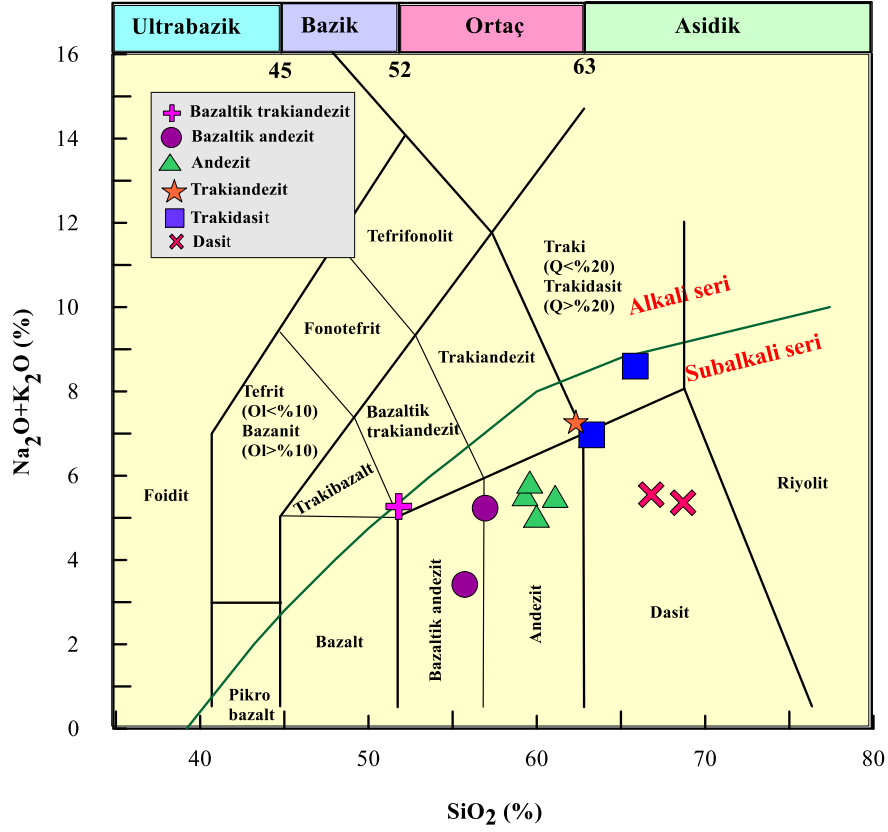 Ultrabazik
Bazik
Ortaç
Asidik
45
52
63
16
14
12
10
8
6
4
2
0
Na2O+K2O (%)
Bazaltik trakiandezit
Bazaltik andezit
Andezit
Trakiandezit
Trakidasit
Dasit
Tefrifonolit
Traki
(Q<%20)
Trakidasit
(Q>%20)
Alkali seri
Subalkali seri
Fonotefrit
Trakiandezit
Tefrit
(Ol<%10)
Bazanit
(Ol>%10)
Bazaltik
trakiandezit
Trakibazalt
Foidit
Riyolit
Bazalt
Bazaltik andezit
Andezit
Dasit
Pikro
bazalt
40
50
60
70
80
SiO2 (%)